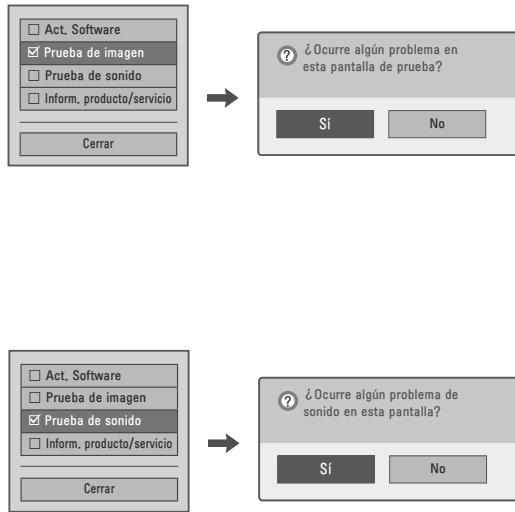 Act. Software
Prueba de imagen
Prueba de sonido
Inform. producto/servicio
Cerrar
¿Ocurre algún problema en
esta pantalla de prueba?
Sí
No
Act. Software
Prueba de imagen
Prueba de sonido
Inform. producto/servicio
Cerrar
¿Ocurre algún problema de
sonido en esta pantalla?
Sí
No